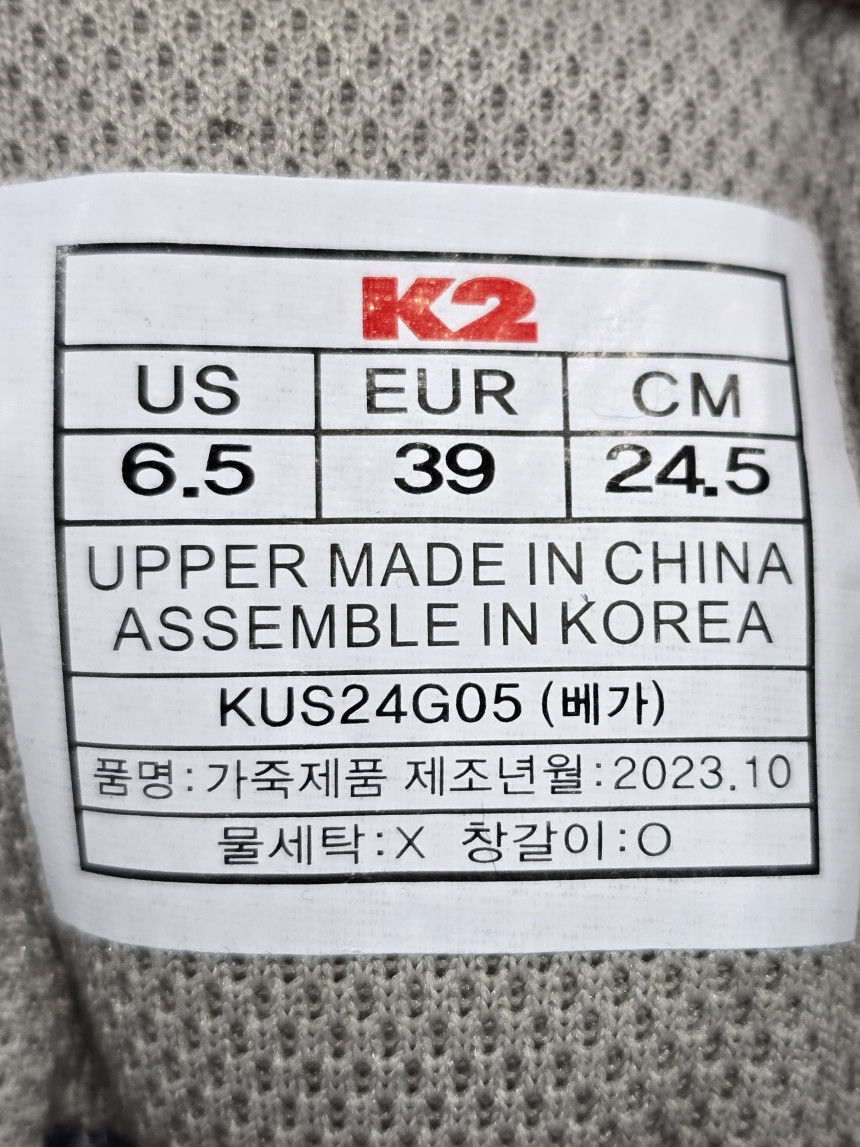 K2
US EUR CM
6.5 39 24.5
UPPER MADE IN CHINA
ASSEMBLE IN KOREA
KUS24G05 (베가)
품명:가죽제품 제조년월:2023.10
물세탁:X 창갈이:O